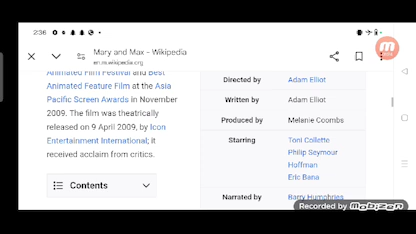 2:36
Mary and Max - Wikipedia
en.m.wikipedia.org
Animated Film Festival and Best
Animated Feature Film at the Asia
Pacific Screen Awards in November
2009. The film was theatrically
released on 9 April 2009, by Icon
Entertainment International; it
received acclaim from critics.
Contents
Directed by Adam Elliot
Written by Adam Elliot
Produced by Melanie Coombs
Starring Toni Collette
Philip Seymour
Hoffman
Eric Bana
Narrated by Barry Humphries
Recorded by Mobizen